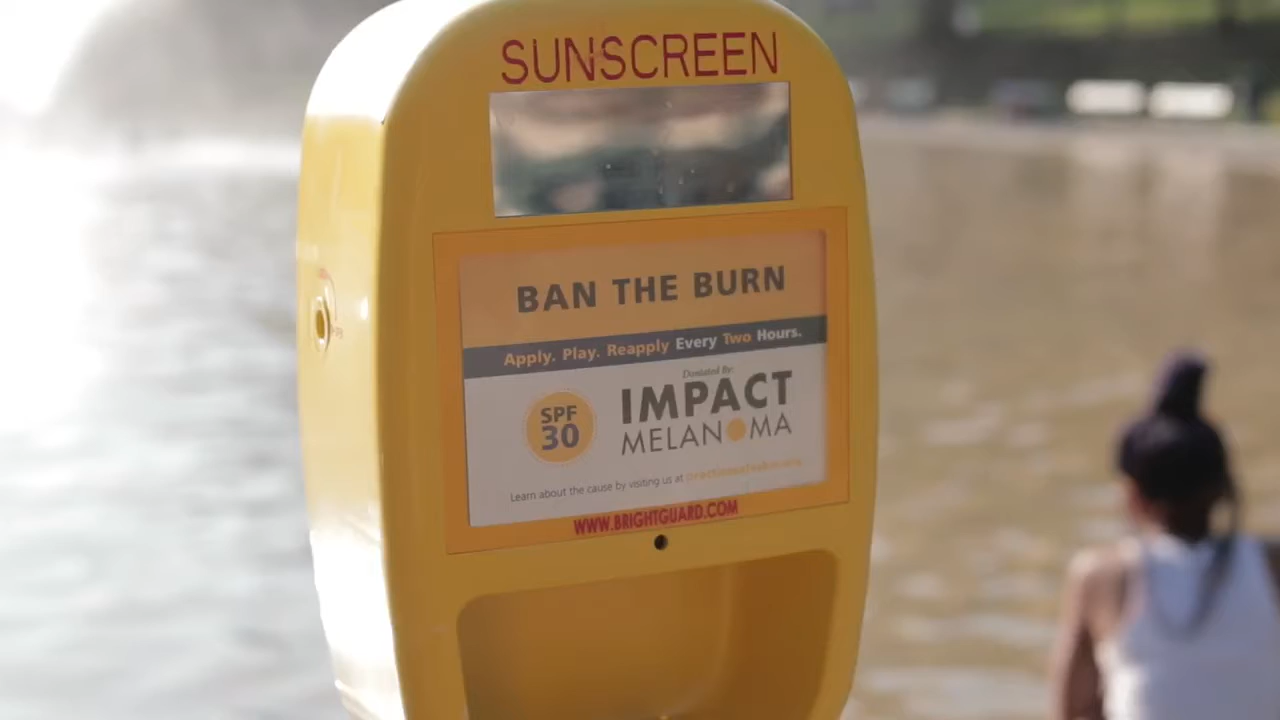 SUNSCREEN
BAN THE BURN
Apply. Play. Reapply Every Two Hours.
SPF
30
Donated By:
IMPACT
MELANOMA
Learn about the cause by visiting us at
WWW.BRIGHTGUARD.COM